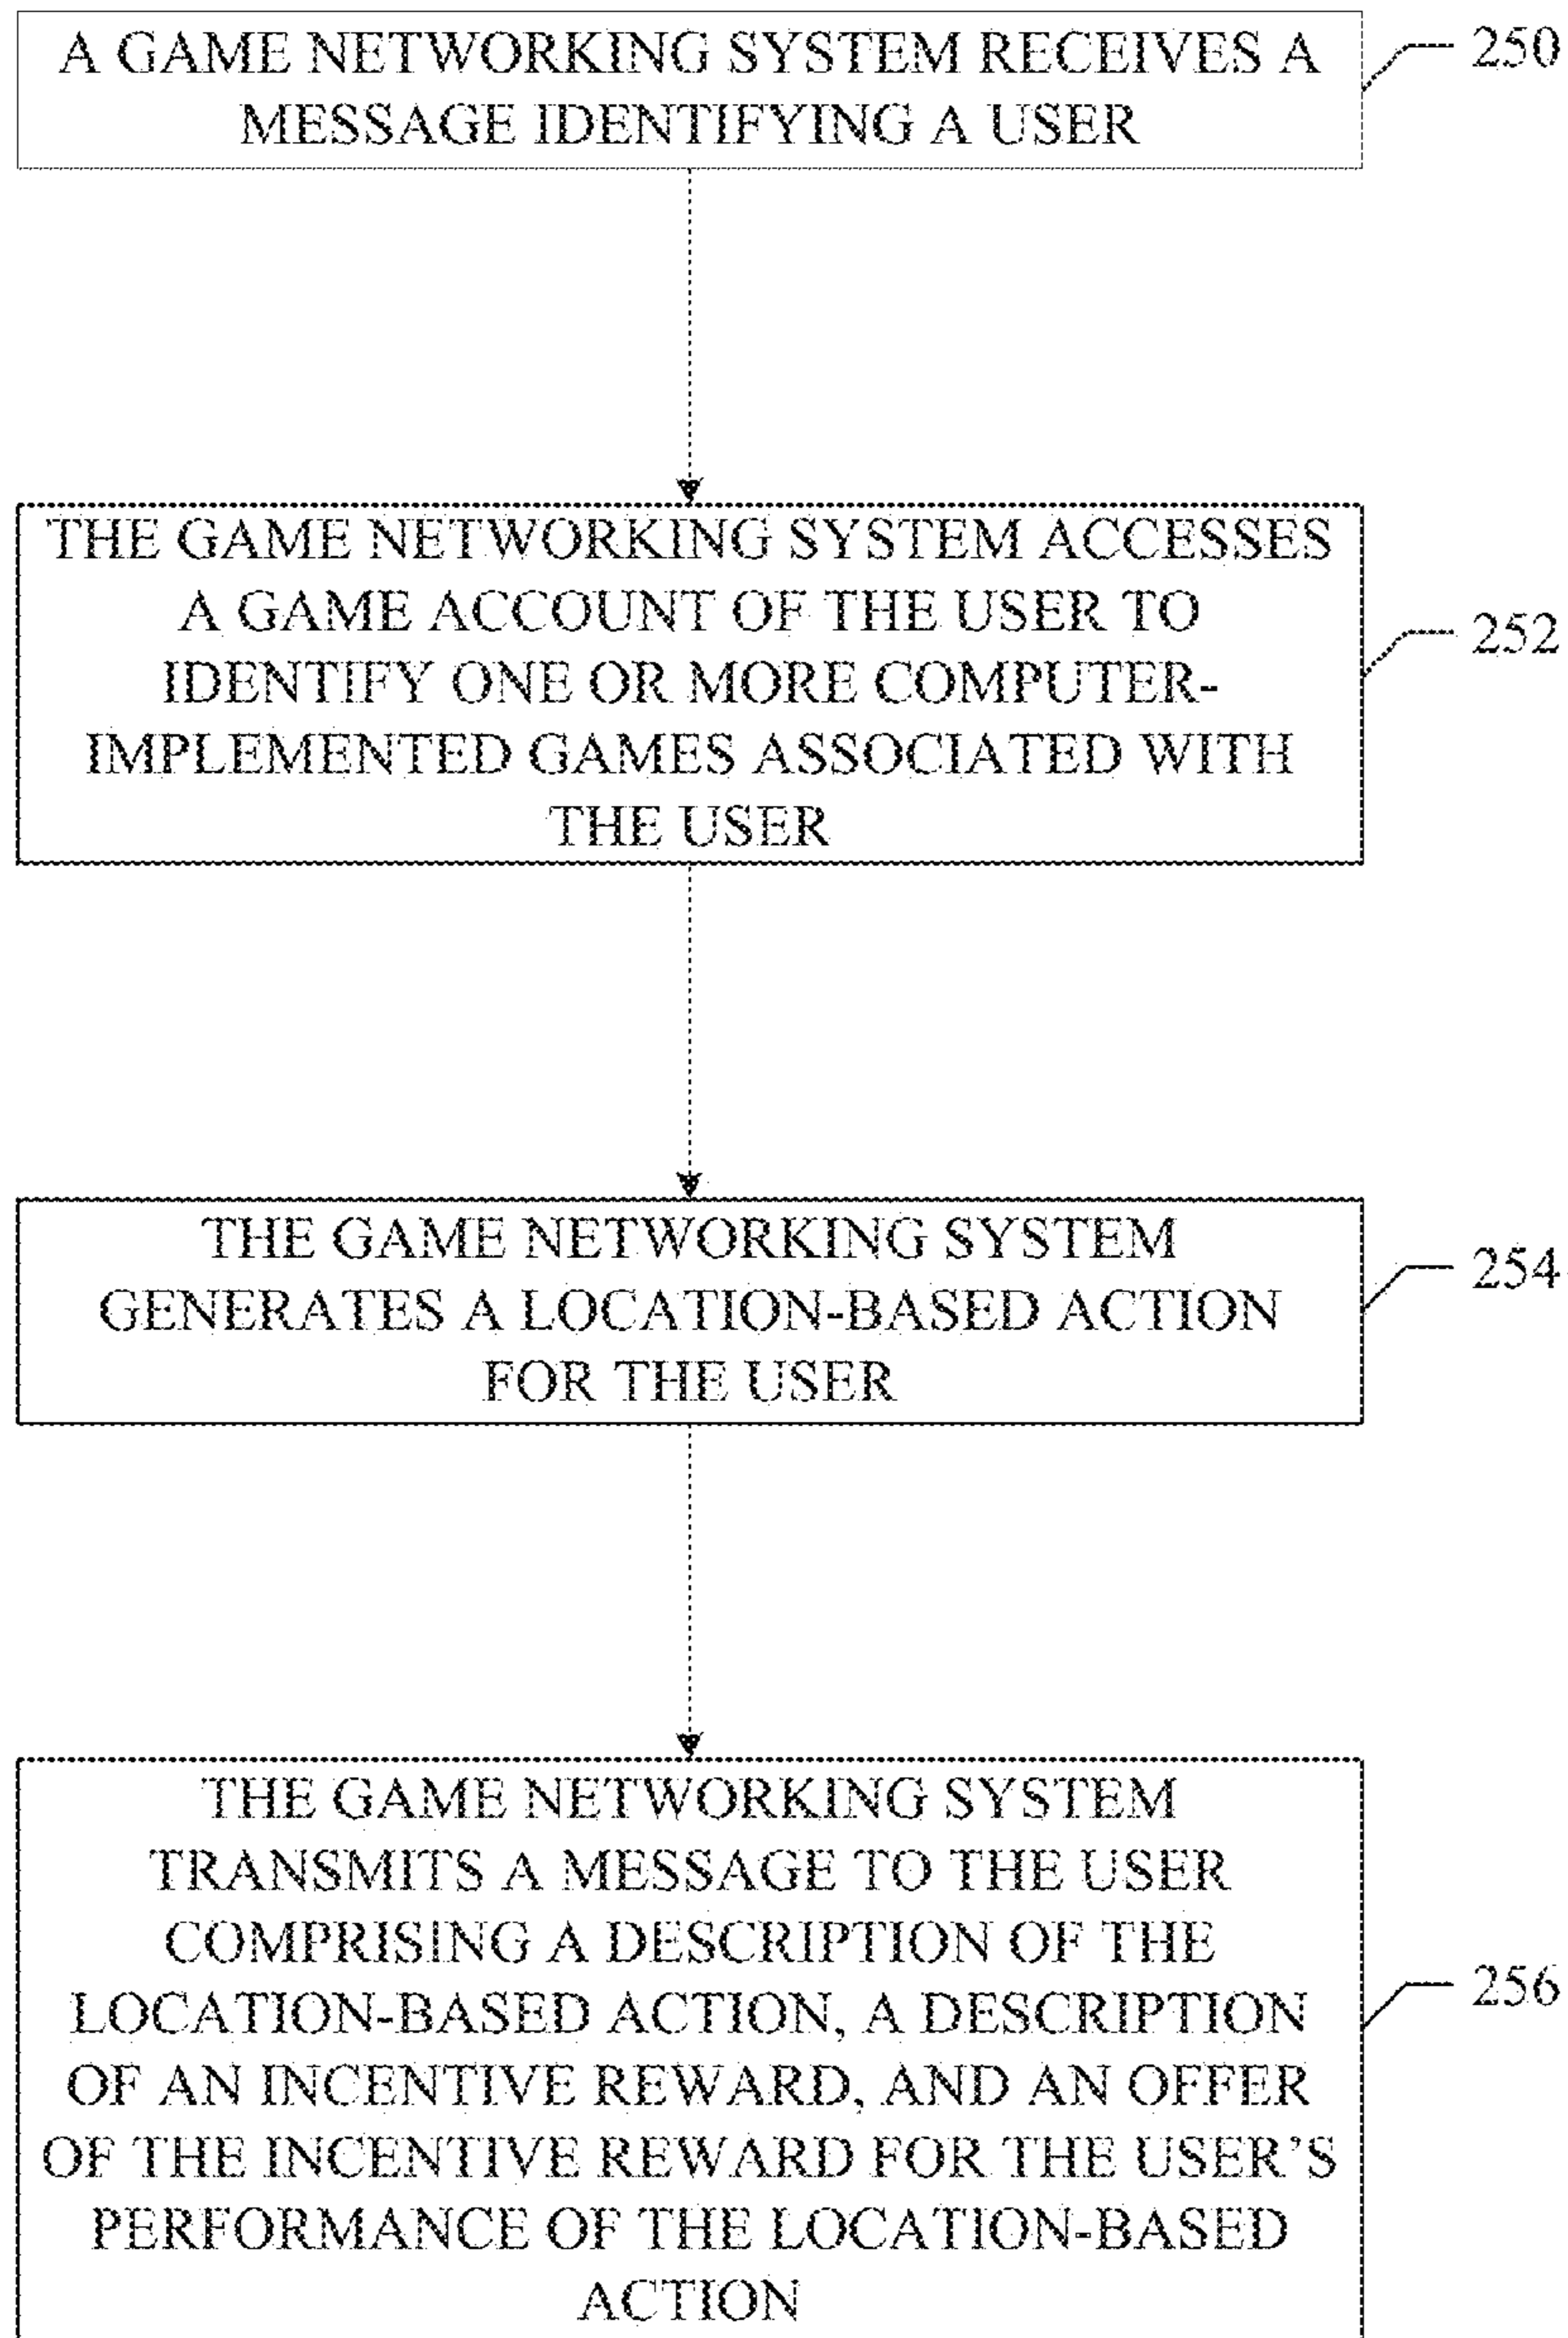 A GAME NETWORKING SYSTEM RECEIVES A
MESSAGE IDENTIFYING A USER
250
THE GAME NETWORKING SYSTEM ACCESSES
A GAME ACCOUNT OF THE USER TO
IDENTIFY ONE OR MORE COMPUTER-
IMPLEMENTED GAMES ASSOCIATED WITH
THE USER
252
THE GAME NETWORKING SYSTEM
GENERATES A LOCATION-BASED ACTION
FOR THE USER
254
THE GAME NETWORKING SYSTEM
TRANSMITS A MESSAGE TO THE USER
COMPRISING A DESCRIPTION OF THE
LOCATION-BASED ACTION, A DESCRIPTION
OF AN INCENTIVE REWARD, AND AN OFFER
OF THE INCENTIVE REWARD FOR THE USER’S
PERFORMANCE OF THE LOCATION-BASED
ACTION
256